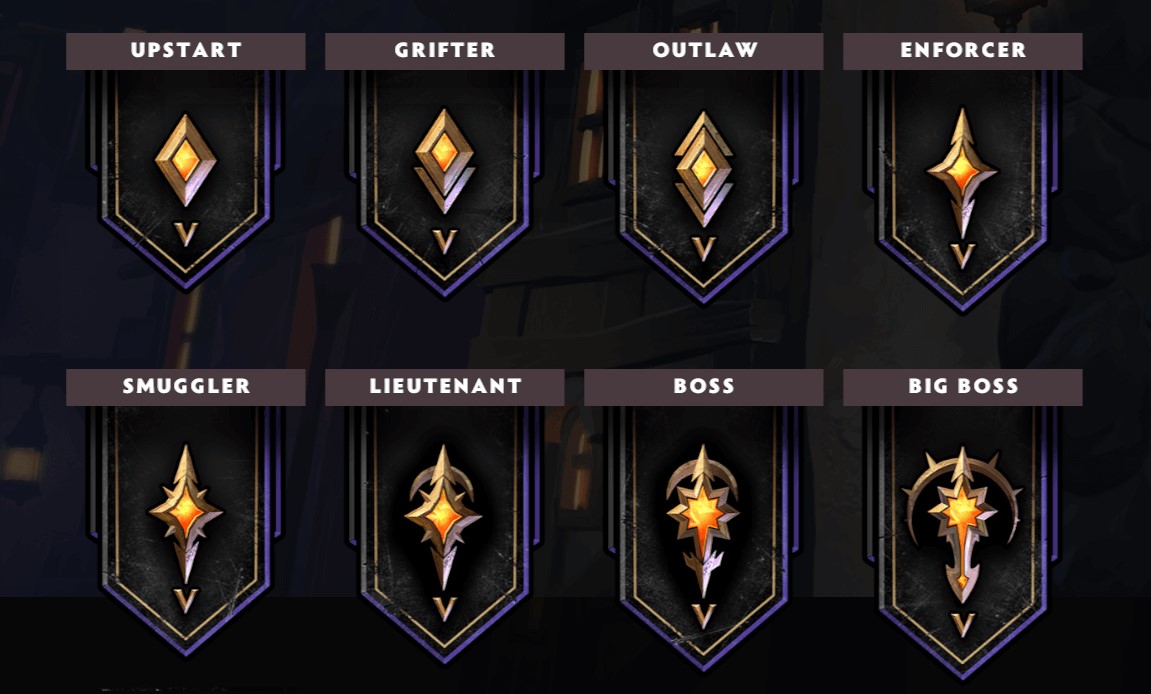 UPSTART GRIFTER OUTLAW ENFORCER
V V V V
SMUGGLER LIEUTENANT BOSS BIG BOSS
V V V V